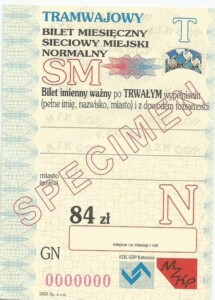 TRAMWAJOWY
T
BILET MIESIĘCZNY
SIECIOWY MIEJSKI
NORMALNY
SM
Bilet imienny ważny po TRWAŁYM wypełnieniu
(pełne imię, nazwisko, miasto) i z dowodem tożsamości
SPECIMEN
miasto
84 zł
N
miejsce na miesiąc i rok
GN
KZK GOP Katowice
0000000